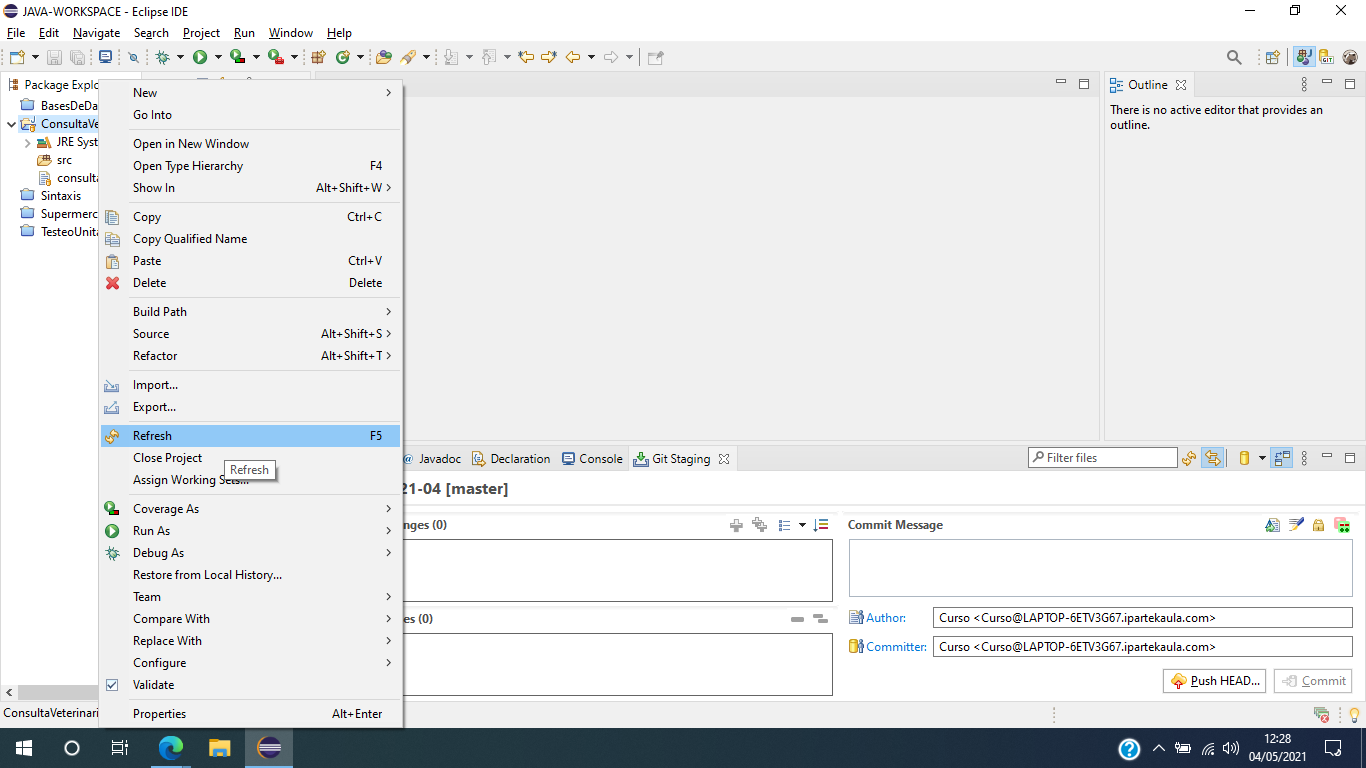 JAVA-WORKSPACE - Eclipse IDE
File Edit Navigate Search Project Run Window Help
Package Explo
BasesDeDa
ConsultaVe
JRE Syst
src
consulta
Sintaxis
Supermerc
TesteoUnita
New
Go Into
Open in New Window
Open Type Hierarchy F4
Show In Alt+Shift+W
Copy Ctrl+C
Copy Qualified Name
Paste Ctrl+V
Delete Delete
Build Path
Source Alt+Shift+S
Refactor Alt+Shift+T
Import...
Export...
Refresh F5
Close Project
Refresh
Assign Working Sets...
Coverage As
Run As
Debug As
Restore from Local History...
Team
Compare With
Replace With
Configure
Validate
Properties Alt+Enter
Outline
There is no active editor that provides an
outline.
@ Javadoc Declaration Console Git Staging
Filter files
21-04 [master]
nges (0)
es (0)
Commit Message
Author: Curso <Curso@LAPTOP-6ETV3G67.ipartekaula.com>
Committer: Curso <Curso@LAPTOP-6ETV3G67.ipartekaula.com>
Push HEAD... Commit
ConsultaVeterinari
GIT
12:28
04/05/2021